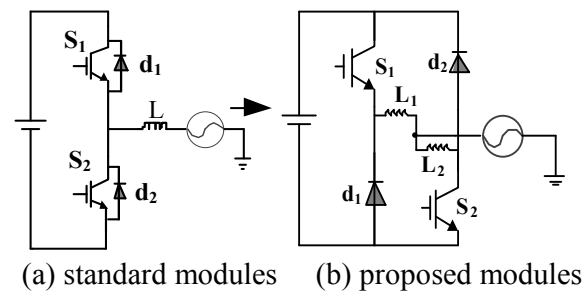 S1
d1
L
S2
d2
S1
d2
L1
L2
d1
S2
(a) standard modules
(b) proposed modules